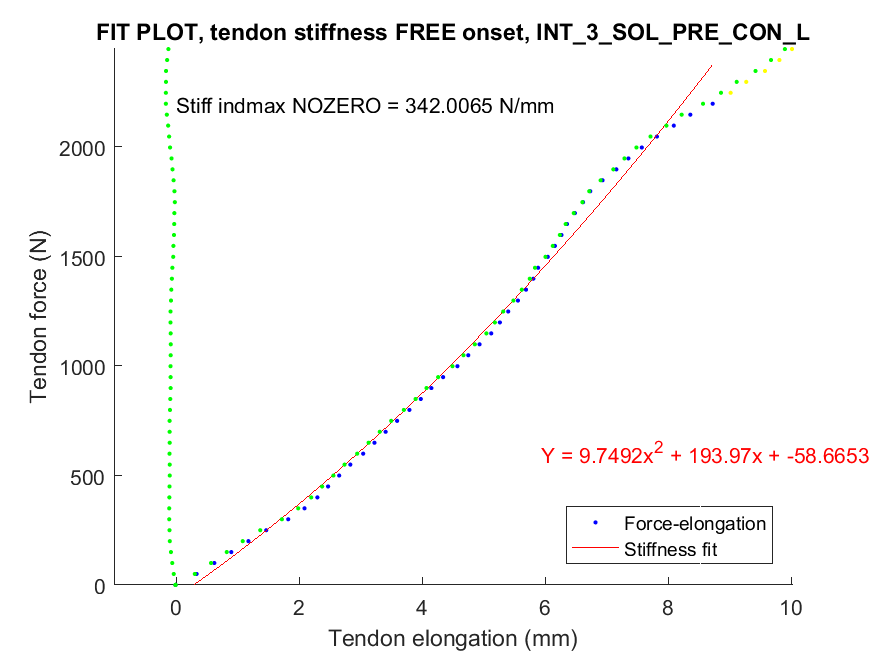 FIT PLOT, tendon stiffness FREE onset, INT_3_SOL_PRE_CON_L
Stiff indmax NOZERO = 342.0065 N/mm
2000
1500
1000
500
0
Tendon force (N)
Y = 9.7492x^2 + 193.97x + -58.6653
Force-elongation
Stiffness fit
0 2 4 6 8 10
Tendon elongation (mm)